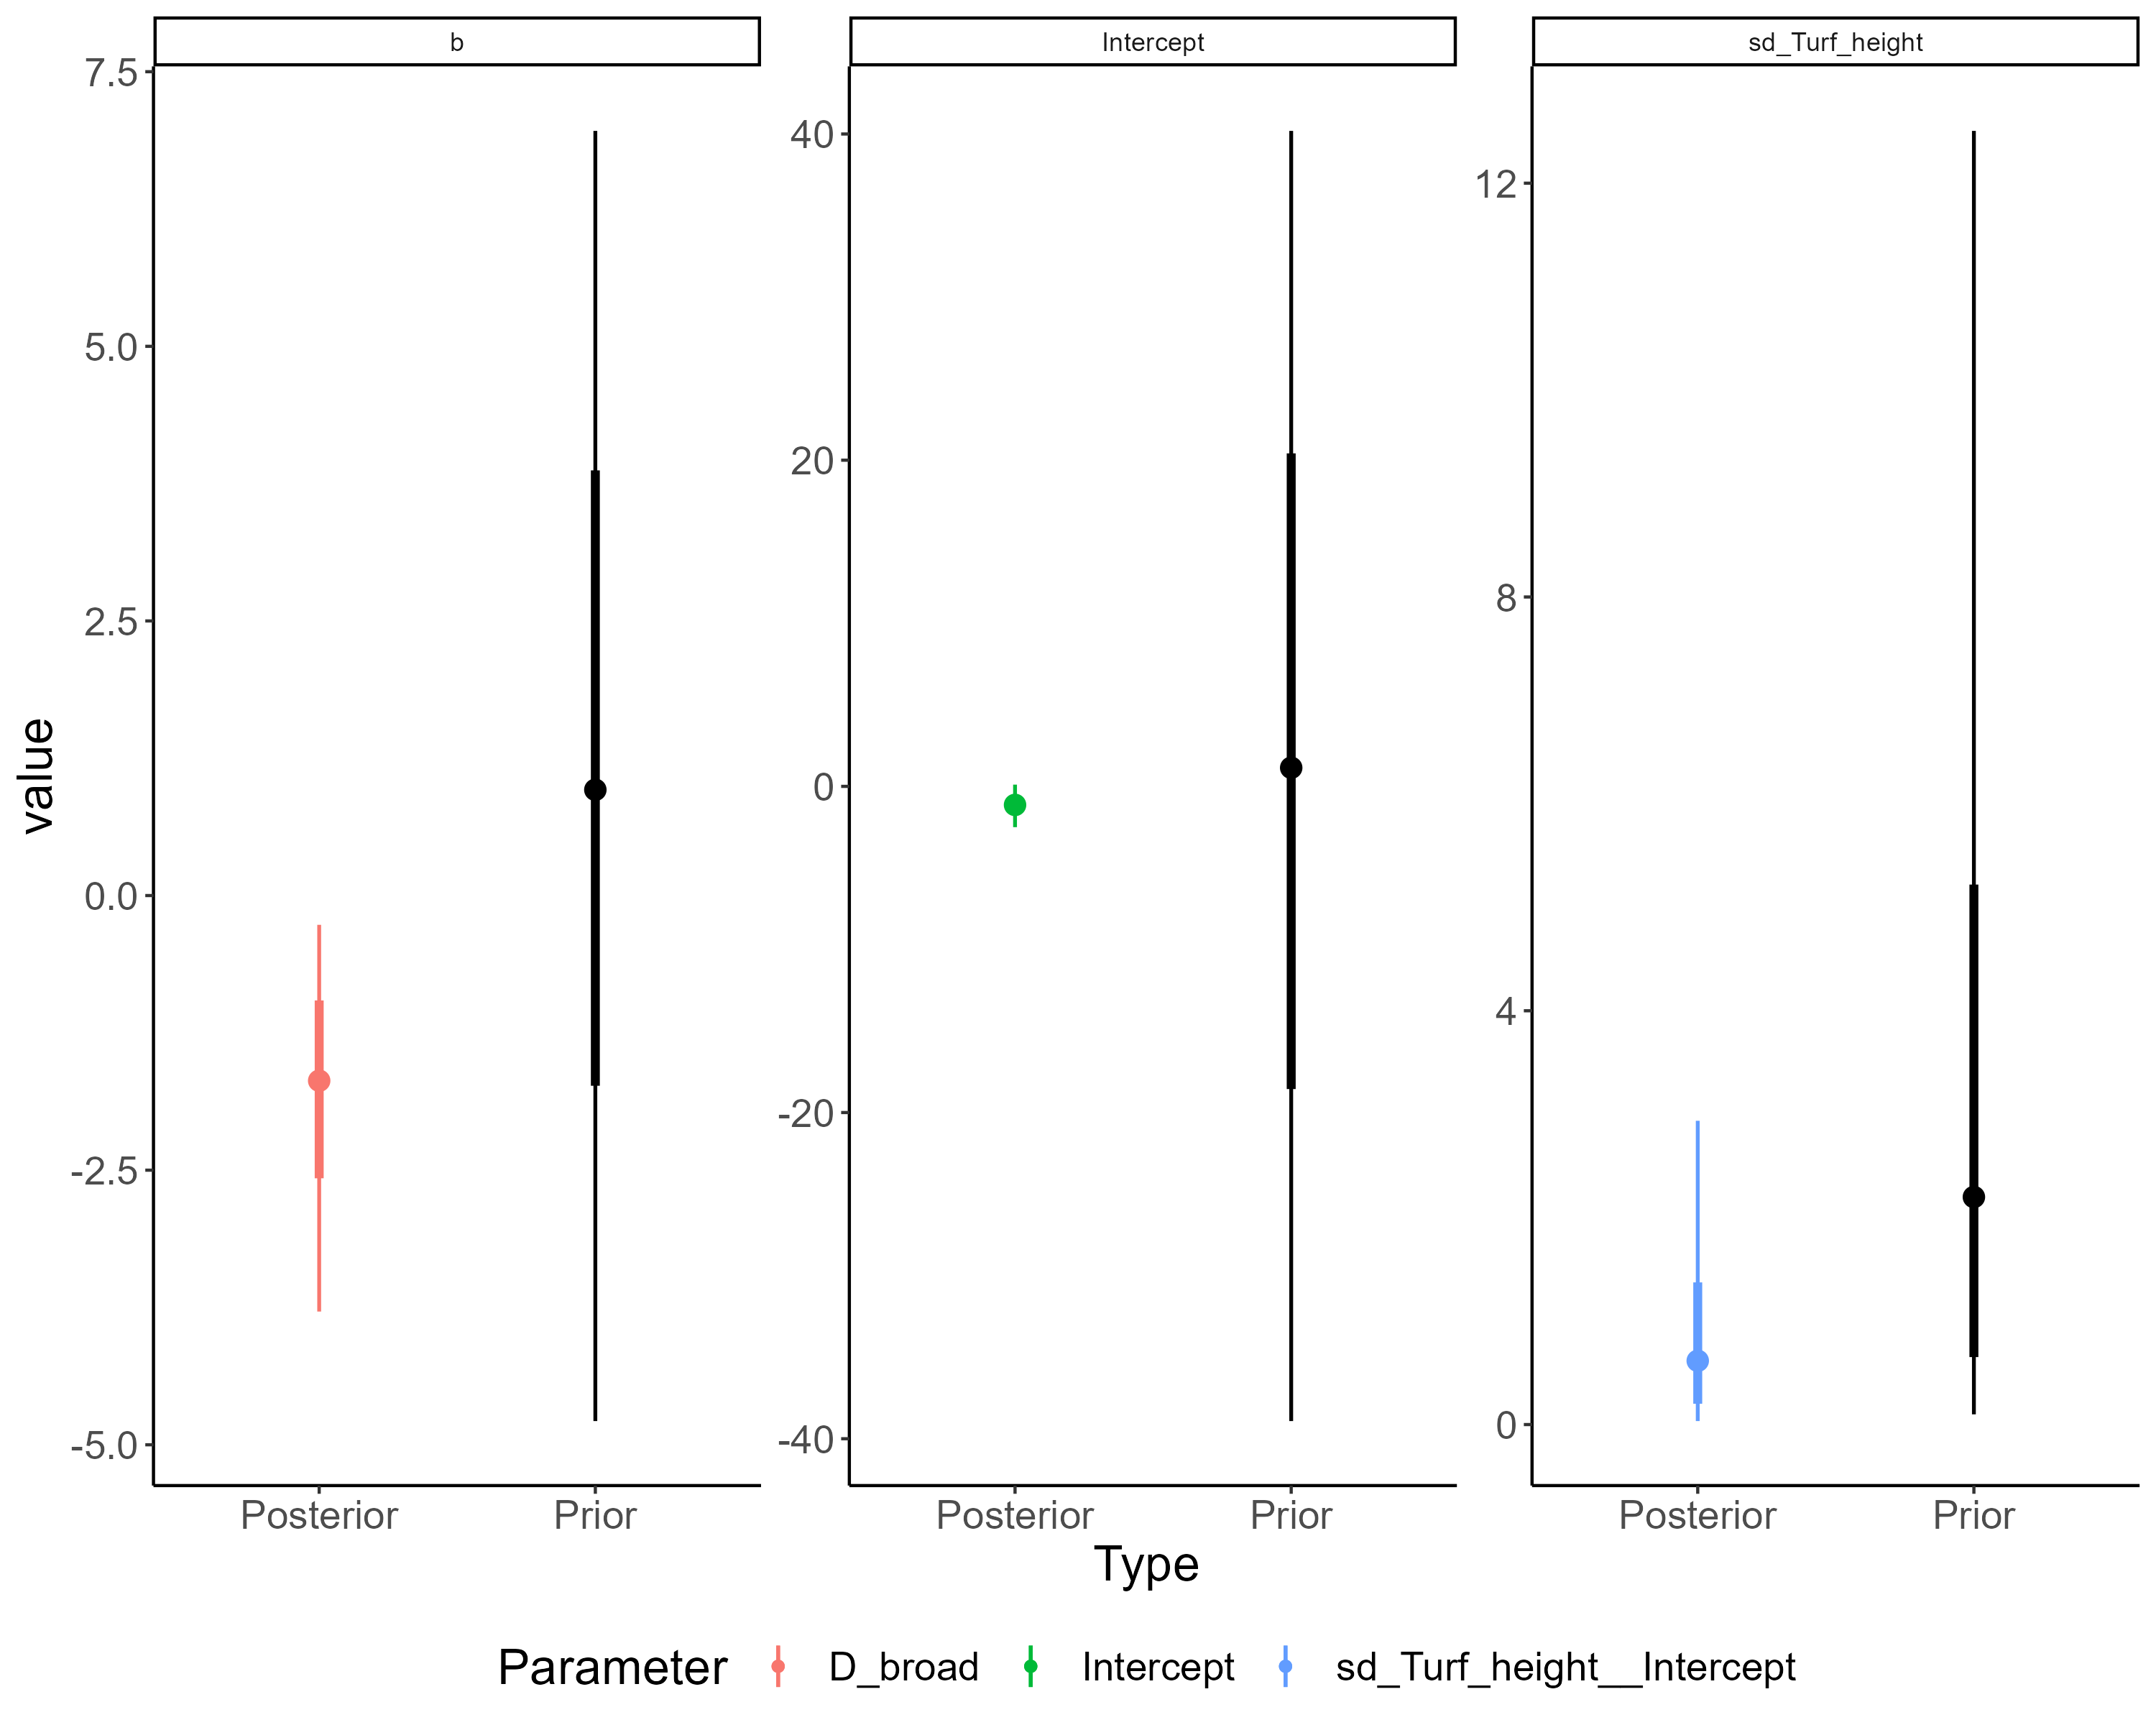 b
Intercept
sd_Turf_height
7.5
5.0
2.5
0.0
-2.5
-5.0
40
20
0
-20
-40
12
8
4
0
value
Posterior Prior
Posterior Prior
Posterior Prior
Type
Parameter D_broad Intercept sd_Turf_height__Intercept